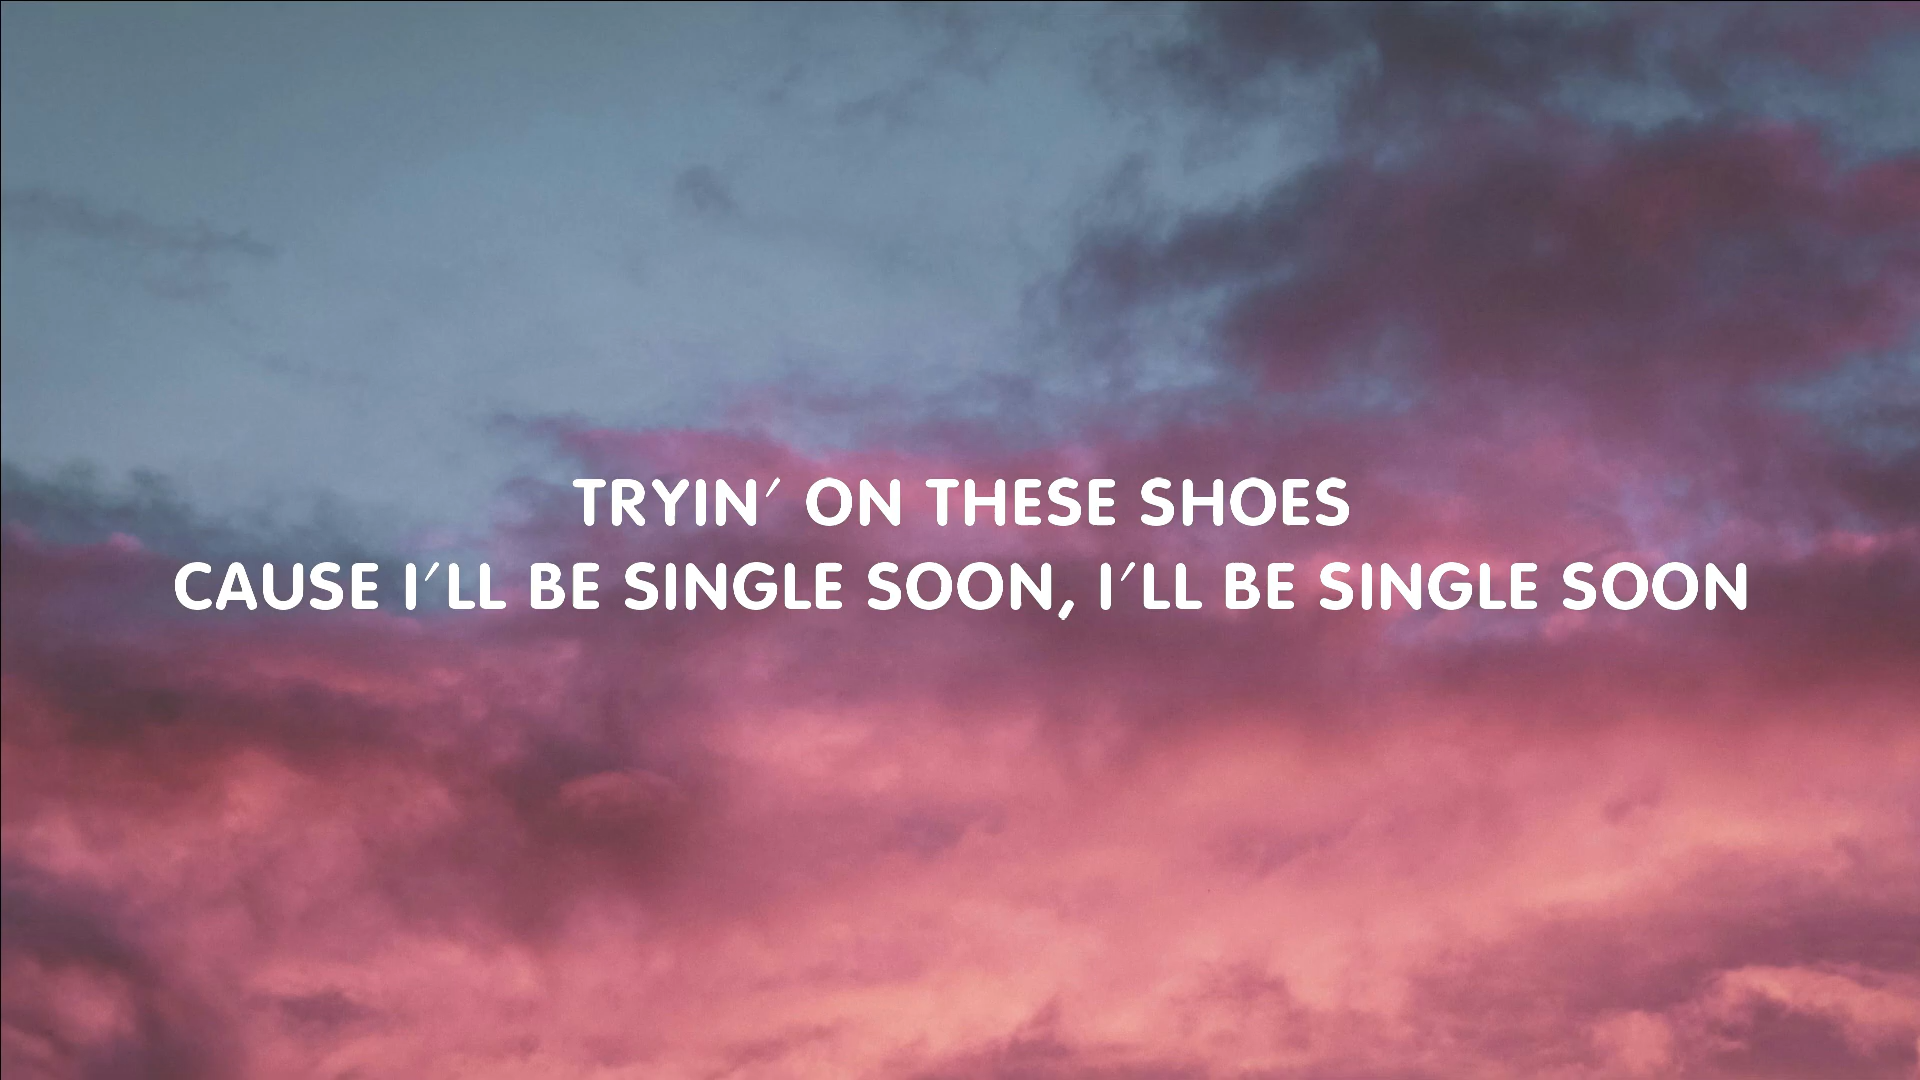 TRYIN' ON THESE SHOES
CAUSE I'LL BE SINGLE SOON, I'LL BE SINGLE SOON